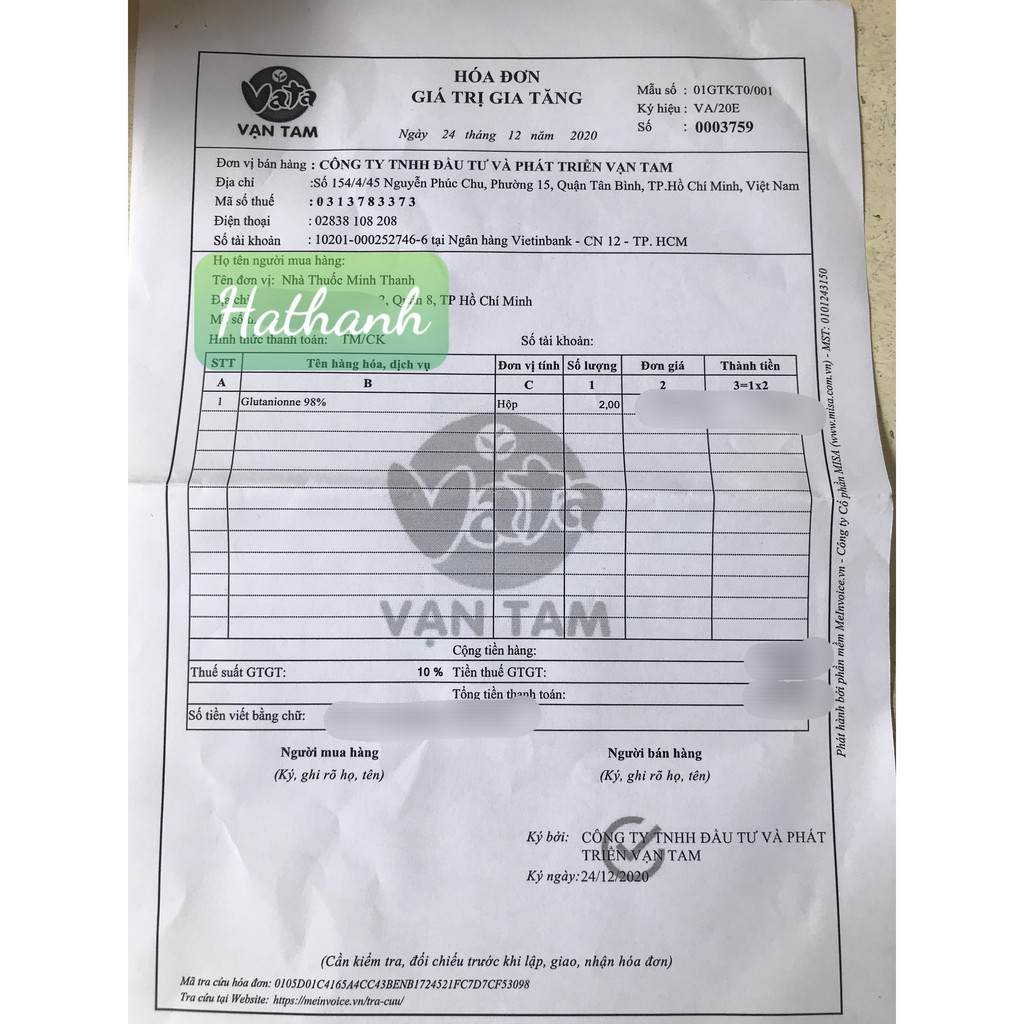 Vata
VẠN TAM
HÓA ĐƠN
GIÁ TRỊ GIA TĂNG
Ngày 24 tháng 12 năm 2020
Mẫu số : 01GTKT0/001
Ký hiệu : VA/20E
Số : 0003759
Đơn vị bán hàng : CÔNG TY TNHH ĐẦU TƯ VÀ PHÁT TRIỂN VẠN TAM
Địa chỉ :Số 154/4/45 Nguyễn Phúc Chu, Phường 15, Quận Tân Bình, TP.Hồ Chí Minh, Việt Nam
Mã số thuế : 0313783373
Điện thoại : 02838 108 208
Số tài khoản : 10201-000252746-6 tại Ngân hàng Vietinbank - CN 12 - TP. HCM
Họ tên người mua hàng:
Tên đơn vị: Nhà Thuốc Minh Thanh
Địa chỉ 2, Quận 8, TP Hồ Chí Minh
Hathanh
Mã số
Hình thức thanh toán: TM/CK Số tài khoản:
STT Tên hàng hóa, dịch vụ Đơn vị tính Số lượng Đơn giá Thành tiền
A B C 1 2 3=1x2
1 Glutanionne 98% Hộp 2,00
Vata
VẠN TAM
Cộng tiền hàng:
Thuế suất GTGT: 10 % Tiền thuế GTGT:
Tổng tiền thanh toán:
Số tiền viết bằng chữ:
Người mua hàng Người bán hàng
(Ký, ghi rõ họ, tên) (Ký, ghi rõ họ, tên)
Ký bởi: CÔNG TY TNHH ĐẦU TƯ VÀ PHÁT
TRIỂN VẠN TAM
Ký ngày: 24/12/2020
(Cần kiểm tra, đối chiếu trước khi lập, giao, nhận hóa đơn)
Mã tra cứu hóa đơn: 0105D01C4165A4CC43BENB1724521FC7D7CF53098
Tra cứu tại Website: https://meinvoice.vn/tra-cuu/
Phát hành bởi phần mềm MeInvoice.vn - Công ty Cổ phần MISA (www.misa.com.vn) - MST: 0101243150